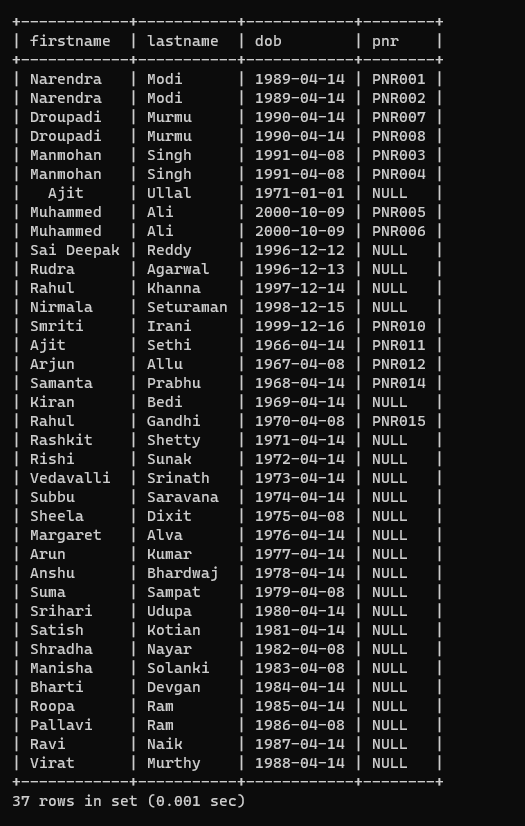 +------------+-----------+------------+--------+
| firstname  | lastname  | dob        | pnr    |
+------------+-----------+------------+--------+
| Narendra   | Modi      | 1989-04-14 | PNR001 |
| Narendra   | Modi      | 1989-04-14 | PNR002 |
| Droupadi   | Murmu     | 1990-04-14 | PNR007 |
| Droupadi   | Murmu     | 1990-04-14 | PNR008 |
| Manmohan   | Singh     | 1991-04-08 | PNR003 |
| Manmohan   | Singh     | 1991-04-08 | PNR004 |
|   Ajit     | Ullal     | 1971-01-01 | NULL   |
| Muhammed   | Ali       | 2000-10-09 | PNR005 |
| Muhammed   | Ali       | 2000-10-09 | PNR006 |
| Sai Deepak | Reddy     | 1996-12-12 | NULL   |
| Rudra      | Agarwal   | 1996-12-13 | NULL   |
| Rahul      | Khanna    | 1997-12-14 | NULL   |
| Nirmala    | Seturaman | 1998-12-15 | NULL   |
| Smriti     | Irani     | 1999-12-16 | PNR010 |
| Ajit       | Sethi     | 1966-04-14 | PNR011 |
| Arjun      | Allu      | 1967-04-08 | PNR012 |
| Samanta    | Prabhu    | 1968-04-14 | PNR014 |
| Kiran      | Bedi      | 1969-04-14 | NULL   |
| Rahul      | Gandhi    | 1970-04-08 | PNR015 |
| Rashkit    | Shetty    | 1971-04-14 | NULL   |
| Rishi      | Sunak     | 1972-04-14 | NULL   |
| Vedavalli  | Srinath   | 1973-04-14 | NULL   |
| Subbu      | Saravana  | 1974-04-14 | NULL   |
| Sheela     | Dixit     | 1975-04-08 | NULL   |
| Margaret   | Alva      | 1976-04-14 | NULL   |
| Arun       | Kumar     | 1977-04-14 | NULL   |
| Anshu      | Bhardwaj  | 1978-04-14 | NULL   |
| Suma       | Sampat    | 1979-04-08 | NULL   |
| Srihari    | Udupa     | 1980-04-14 | NULL   |
| Satish     | Kotian    | 1981-04-14 | NULL   |
| Shradha    | Nayar     | 1982-04-08 | NULL   |
| Manisha    | Solanki   | 1983-04-08 | NULL   |
| Bharti     | Devgan    | 1984-04-14 | NULL   |
| Roopa      | Ram       | 1985-04-14 | NULL   |
| Pallavi    | Ram       | 1986-04-08 | NULL   |
| Ravi       | Naik      | 1987-04-14 | NULL   |
| Virat      | Murthy    | 1988-04-14 | NULL   |
+------------+-----------+------------+--------+
37 rows in set (0.001 sec)